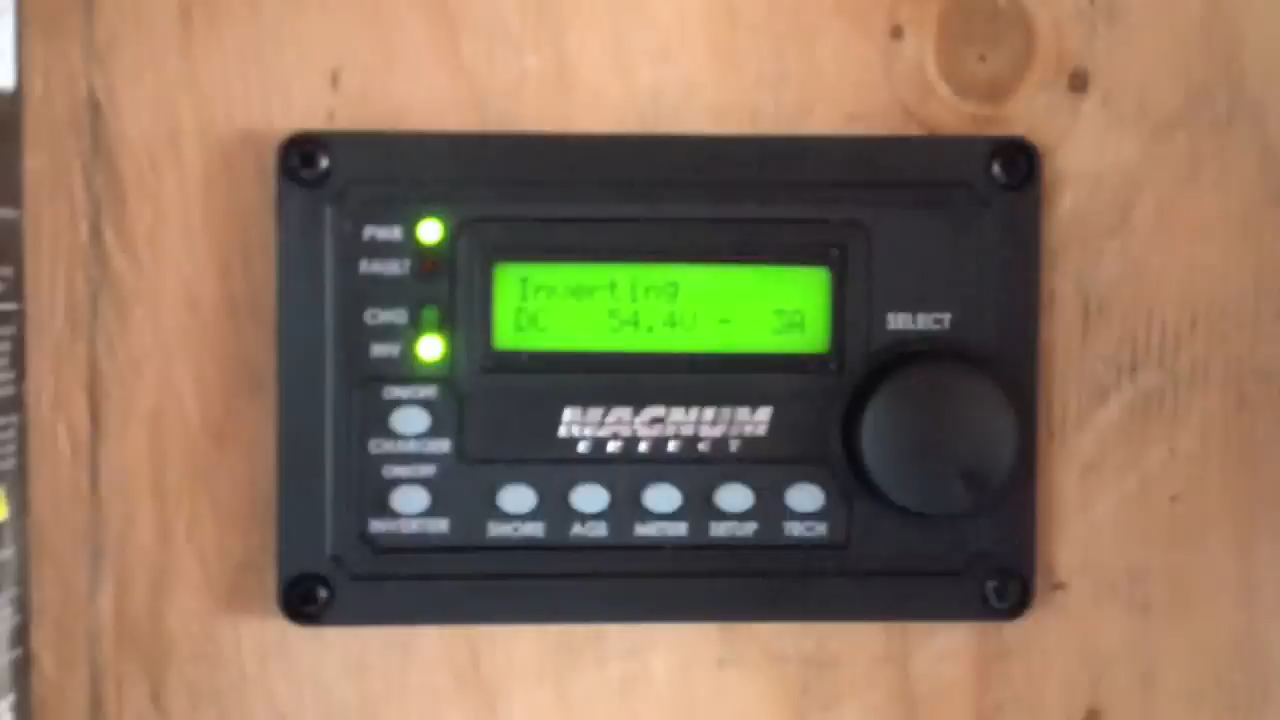 PWR
FAULT
CHG
INV
Inverting
DC 54.4V - 3A
SELECT
ON/OFF
CHARGER
ON/OFF
INVERTER
MAGNUM
ENERGY
SHORE
AGS
METER
SETUP
TECH